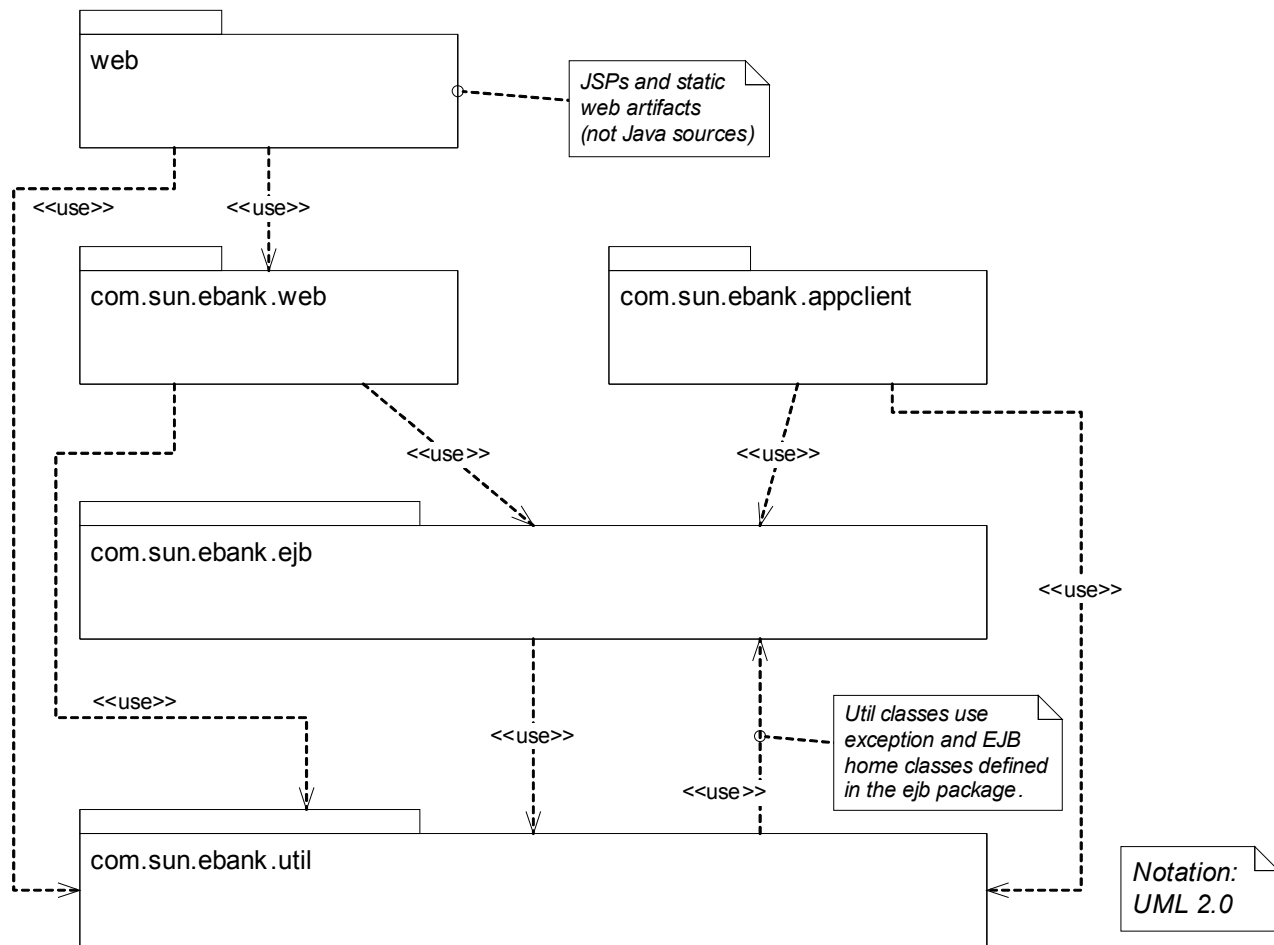 web
JSPs and static
web artifacts
(not Java sources)
<<use>>
<<use>>
com.sun.ebank.web
com.sun.ebank.appclient
<<use>>
<<use>>
com.sun.ebank.ejb
<<use>>
<<use>>
<<use>>
Util classes use
exception and EJB
home classes defined
in the ejb package.
<<use>>
com.sun.ebank.util
Notation:
UML 2.0